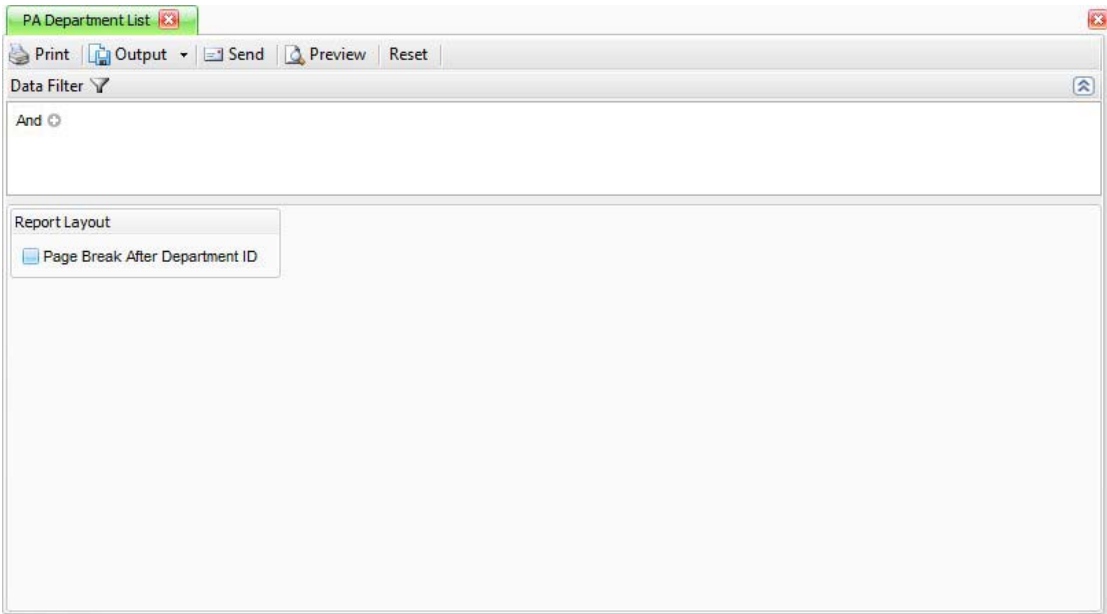 PA Department List
Print Output Send Preview Reset
Data Filter
And
Report Layout
Page Break After Department ID